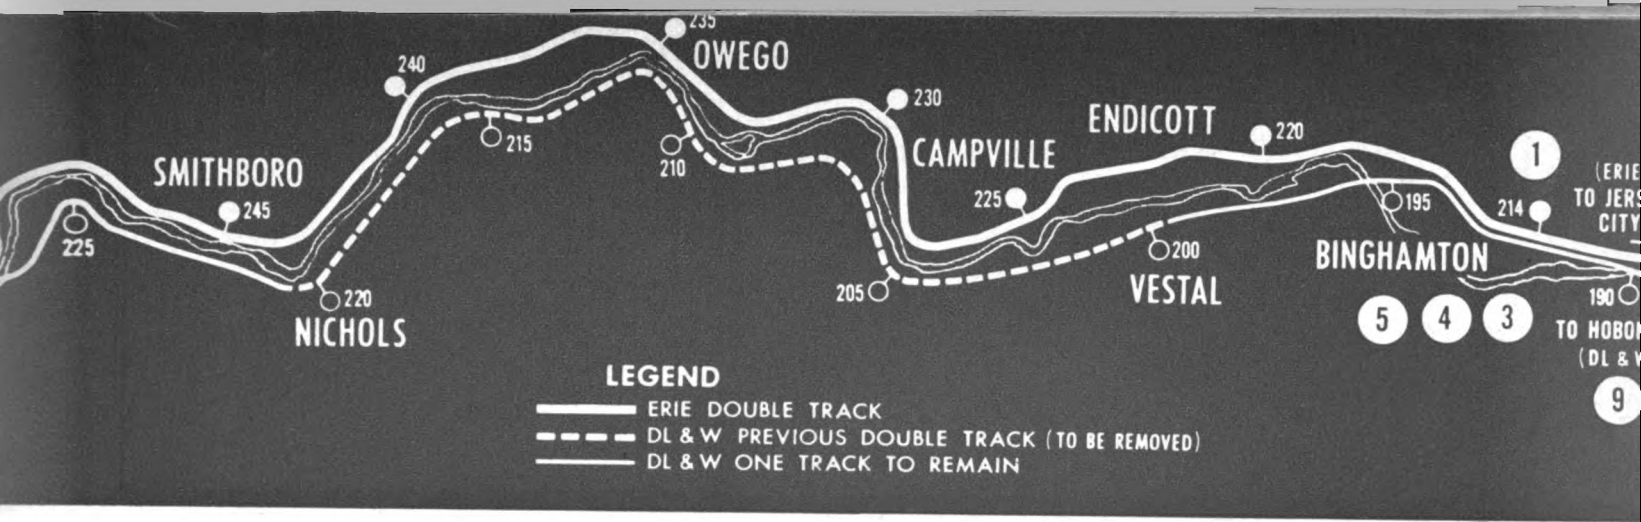 235
OWEGO
240
230
ENDICOTT
220
215
CAMPVILLE
1
SMITHBORO
210
(ERIE
TO JERS
CITY
245
225
195
214
225
200
BINGHAMTON
220
205
VESTAL
190
NICHOLS
5 4 3
TO HOBO
(DL & W
9
LEGEND
ERIE DOUBLE TRACK
DL & W PREVIOUS DOUBLE TRACK (TO BE REMOVED)
DL & W ONE TRACK TO REMAIN